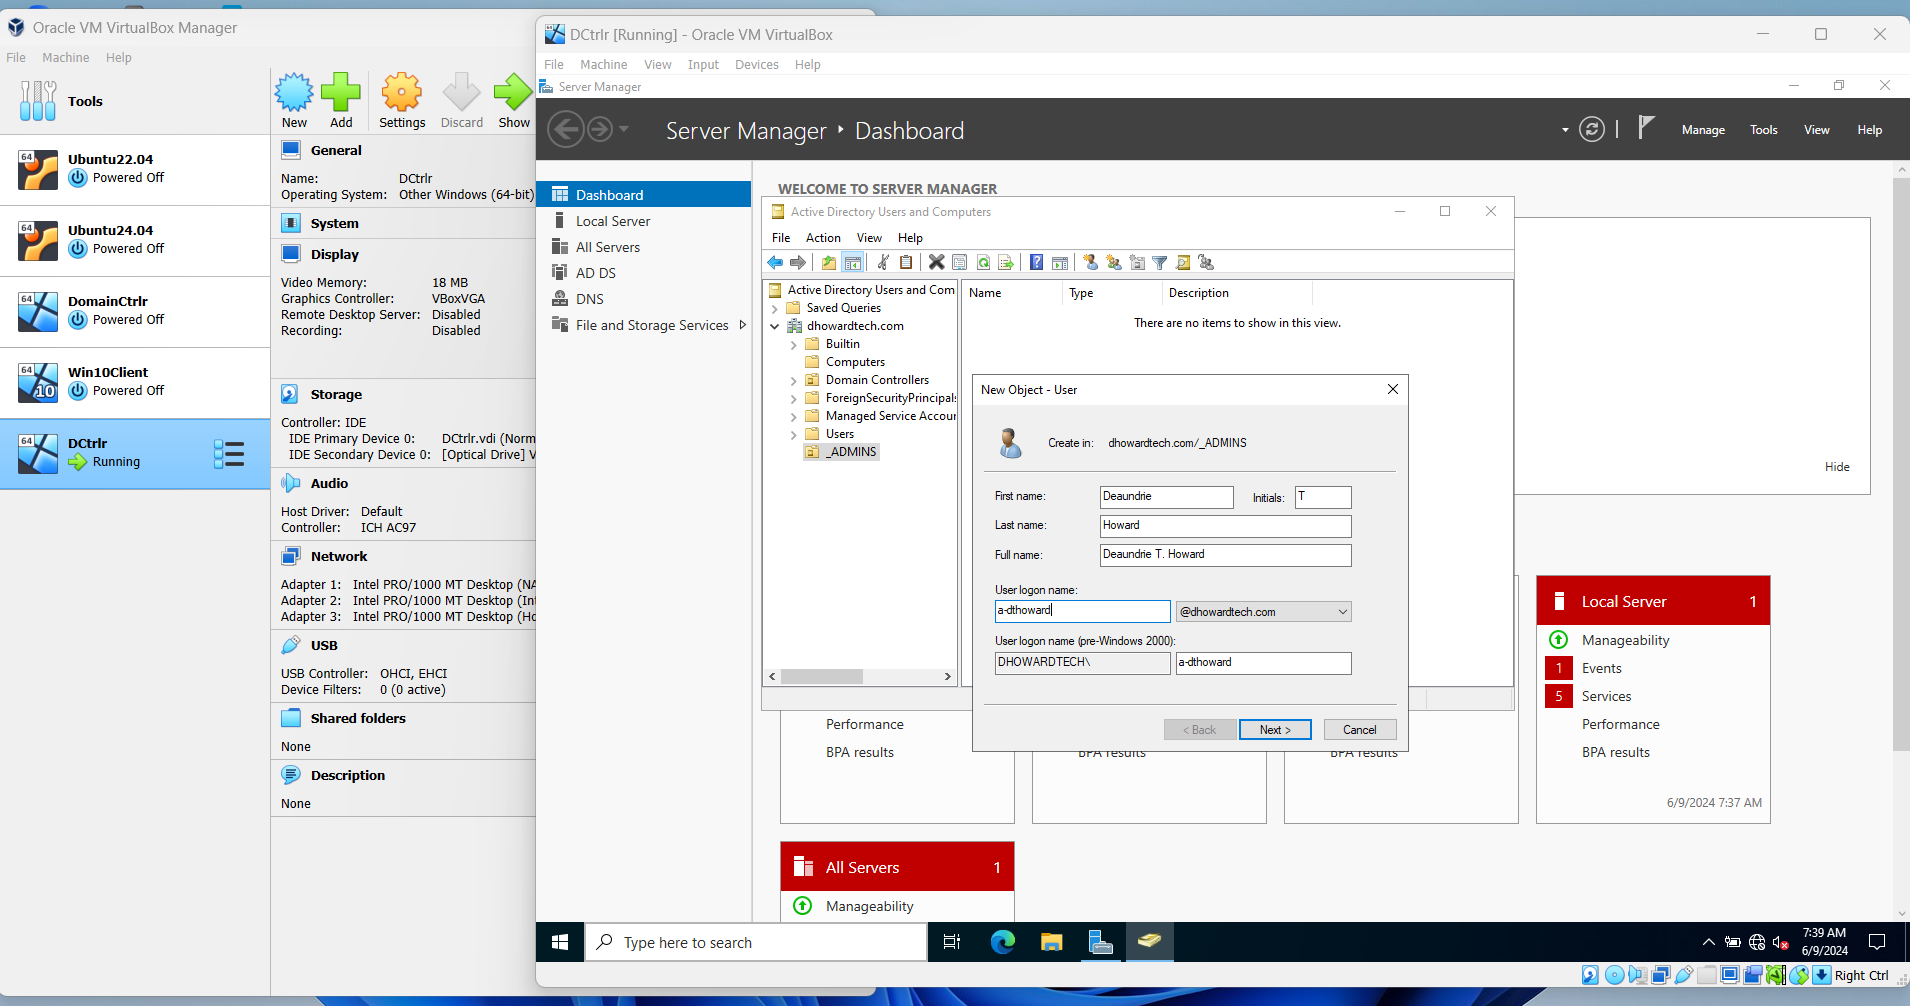 Oracle VM VirtualBox Manager
File Machine Help
Tools
New Add Settings Discard Show
64
Ubuntu22.04
Powered Off
64
Ubuntu24.04
Powered Off
64
DomainCtrlr
Powered Off
64
10
Win10Client
Powered Off
64
DCtrlr
Running
General
Name: DCtrlr
Operating System: Other Windows (64-bit)
System
Display
Video Memory: 18 MB
Graphics Controller: VBoxVGA
Remote Desktop Server: Disabled
Recording: Disabled
Storage
Controller: IDE
IDE Primary Device 0: DCtrlr.vdi (Norm
IDE Secondary Device 0: [Optical Drive] V
Audio
Host Driver: Default
Controller: ICH AC97
Network
Adapter 1: Intel PRO/1000 MT Desktop (NA
Adapter 2: Intel PRO/1000 MT Desktop (Int
Adapter 3: Intel PRO/1000 MT Desktop (Ho
USB
USB Controller: OHCI, EHCI
Device Filters: 0 (0 active)
Shared folders
None
Description
None
DCtrlr [Running] - Oracle VM VirtualBox
File Machine View Input Devices Help
Server Manager
Server Manager ‣ Dashboard
Manage Tools View Help
Dashboard
Local Server
All Servers
AD DS
DNS
File and Storage Services
WELCOME TO SERVER MANAGER
Active Directory Users and Computers
File Action View Help
Active Directory Users and Com
Saved Queries
dhowardtech.com
Builtin
Computers
Domain Controllers
ForeignSecurityPrincipals
Managed Service Accour
Users
_ADMINS
Name Type Description
There are no items to show in this view.
New Object - User
Create in: dhowardtech.com/_ADMINS
First name: Deaundrie Initials: T
Last name: Howard
Full name: Deaundrie T. Howard
User logon name:
a-dthoward @dhowardtech.com
User logon name (pre-Windows 2000):
DHOWARDTECH\ a-dthoward
< Back Next > Cancel
Hide
Performance
BPA results
BPA results
BPA results
Local Server 1
Manageability
1 Events
5 Services
Performance
BPA results
6/9/2024 7:37 AM
All Servers 1
Manageability
Type here to search
7:39 AM
6/9/2024
Right Ctrl